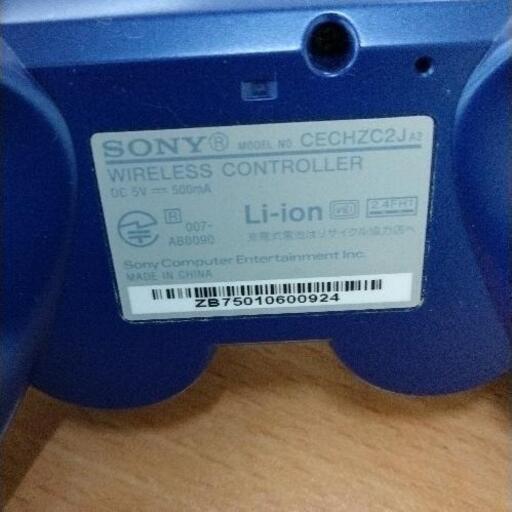 SONY® MODEL NO. CECHZC2J A2
WIRELESS CONTROLLER
DC 5V ⎓ 500mA
R 007-AB0090
Li-ion VCI 2.4FH1
充電式電池はリサイクル協力店へ
Sony Computer Entertainment Inc.
MADE IN CHINA
ZB75010600924